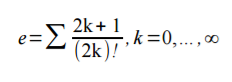 e=∑ (2k+1)/(2k)! , k=0,...,∞